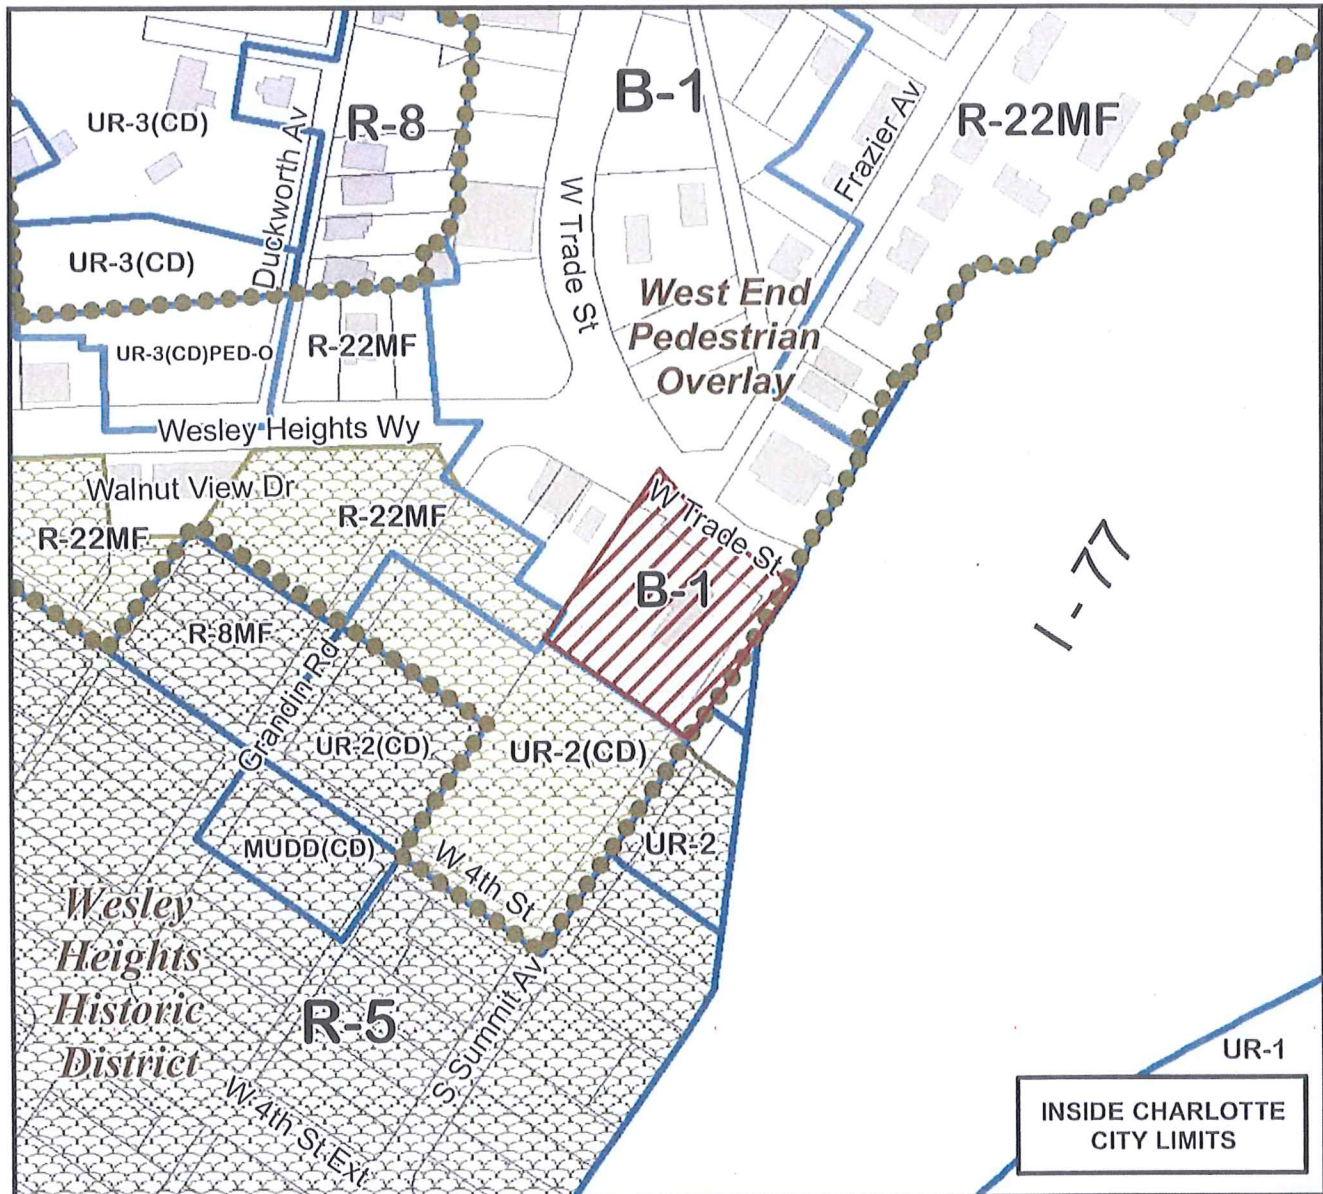 B-1
UR-3(CD)
R-8
R-22MF
Duckworth Av
Frazier Av
W Trade St
UR-3(CD)
West End
Pedestrian
Overlay
UR-3(CD)PED-O
R-22MF
Wesley Heights Wy
Walnut View Dr
R-22MF
R-22MF
W Trade St
B-1
I - 77
R-8MF
Grandin Rd
UR-2(CD)
UR-2(CD)
MUDD(CD)
W 4th St
UR-2
Wesley
Heights
Historic
District
R-5
S Summit Av
W 4th St Ext
UR-1
INSIDE CHARLOTTE
CITY LIMITS